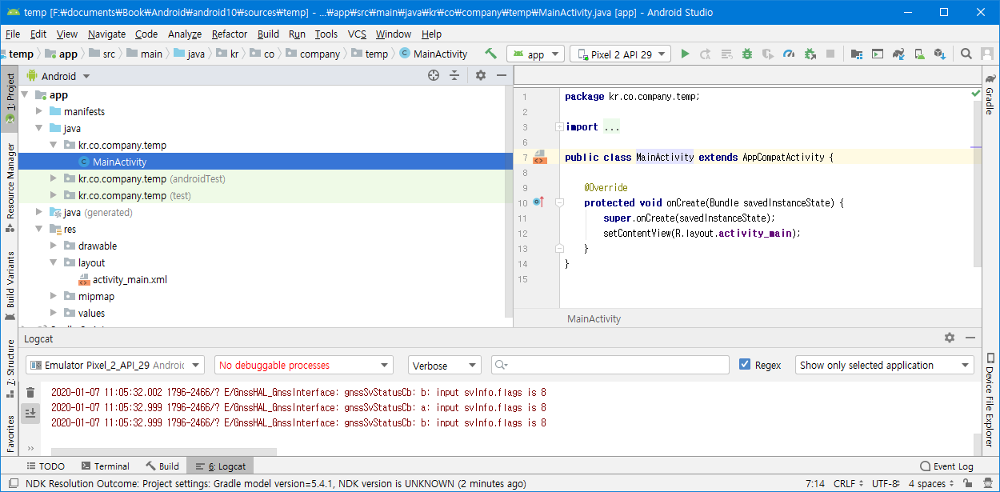 temp [F:₩documents₩Book₩Android₩android10₩sources₩temp] - ...₩app₩src₩main₩java₩kr₩co₩company₩temp₩MainActivity.java [app] - Android Studio
File Edit View Navigate Code Analyze Refactor Build Run Tools VCS Window Help
temp app src main java kr co company temp MainActivity app Pixel 2 API 29
1: Project
Resource Manager
Build Variants
Z: Structure
Favorites
Android
app
manifests
java
kr.co.company.temp
MainActivity
kr.co.company.temp (androidTest)
kr.co.company.temp (test)
java (generated)
res
drawable
layout
activity_main.xml
mipmap
values
1 package kr.co.company.temp;
2
3 import ...
6
7 public class MainActivity extends AppCompatActivity {
8
9 @Override
10 protected void onCreate(Bundle savedInstanceState) {
11 super.onCreate(savedInstanceState);
12 setContentView(R.layout.activity_main);
13 }
14 }
15
MainActivity
Gradle
Device File Explorer
Logcat
Emulator Pixel_2_API_29 Android No debuggable processes Verbose Regex Show only selected application
2020-01-07 11:05:32.002 1796-2466/? E/GnssHAL_GnssInterface: gnssSvStatusCb: b: input svInfo.flags is 8
2020-01-07 11:05:32.999 1796-2466/? E/GnssHAL_GnssInterface: gnssSvStatusCb: a: input svInfo.flags is 8
2020-01-07 11:05:32.999 1796-2466/? E/GnssHAL_GnssInterface: gnssSvStatusCb: b: input svInfo.flags is 8
TODO Terminal Build 6: Logcat Event Log
NDK Resolution Outcome: Project settings: Gradle model version=5.4.1, NDK version is UNKNOWN (2 minutes ago) 7:14 CRLF UTF-8 4 spaces